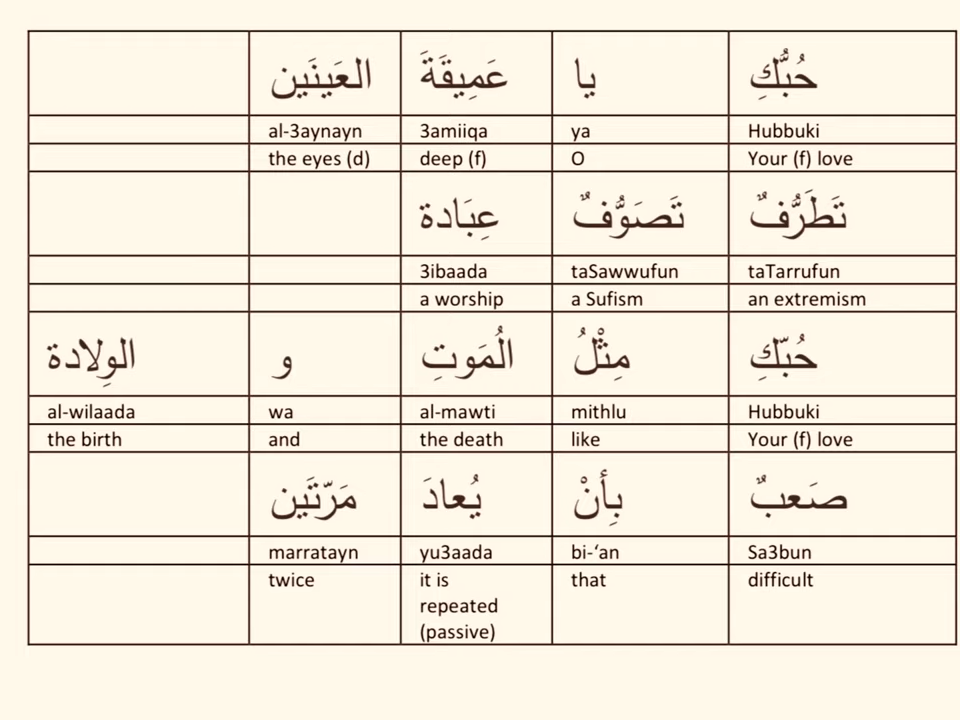 حُبُّكِ يا عَمِيقَةَ العَينَين
al-3aynayn 3amiiqa ya Hubbuki
the eyes (d) deep (f) O Your (f) love
تَطَرُّفٌ تَصَوُّفٌ عِبَادة
3ibaada taSawwufun taTarrufun
a worship a Sufism an extremism
حُبّكِ مِثْلُ الُمَوتِ و الوِلادة
al-wilaada wa al-mawti mithlu Hubbuki
the birth and the death like Your (f) love
صَعبٌ بِأنْ يُعادَ مَرّتَين
marratayn yu3aada bi-‘an Sa3bun
twice it is that difficult
repeated
(passive)